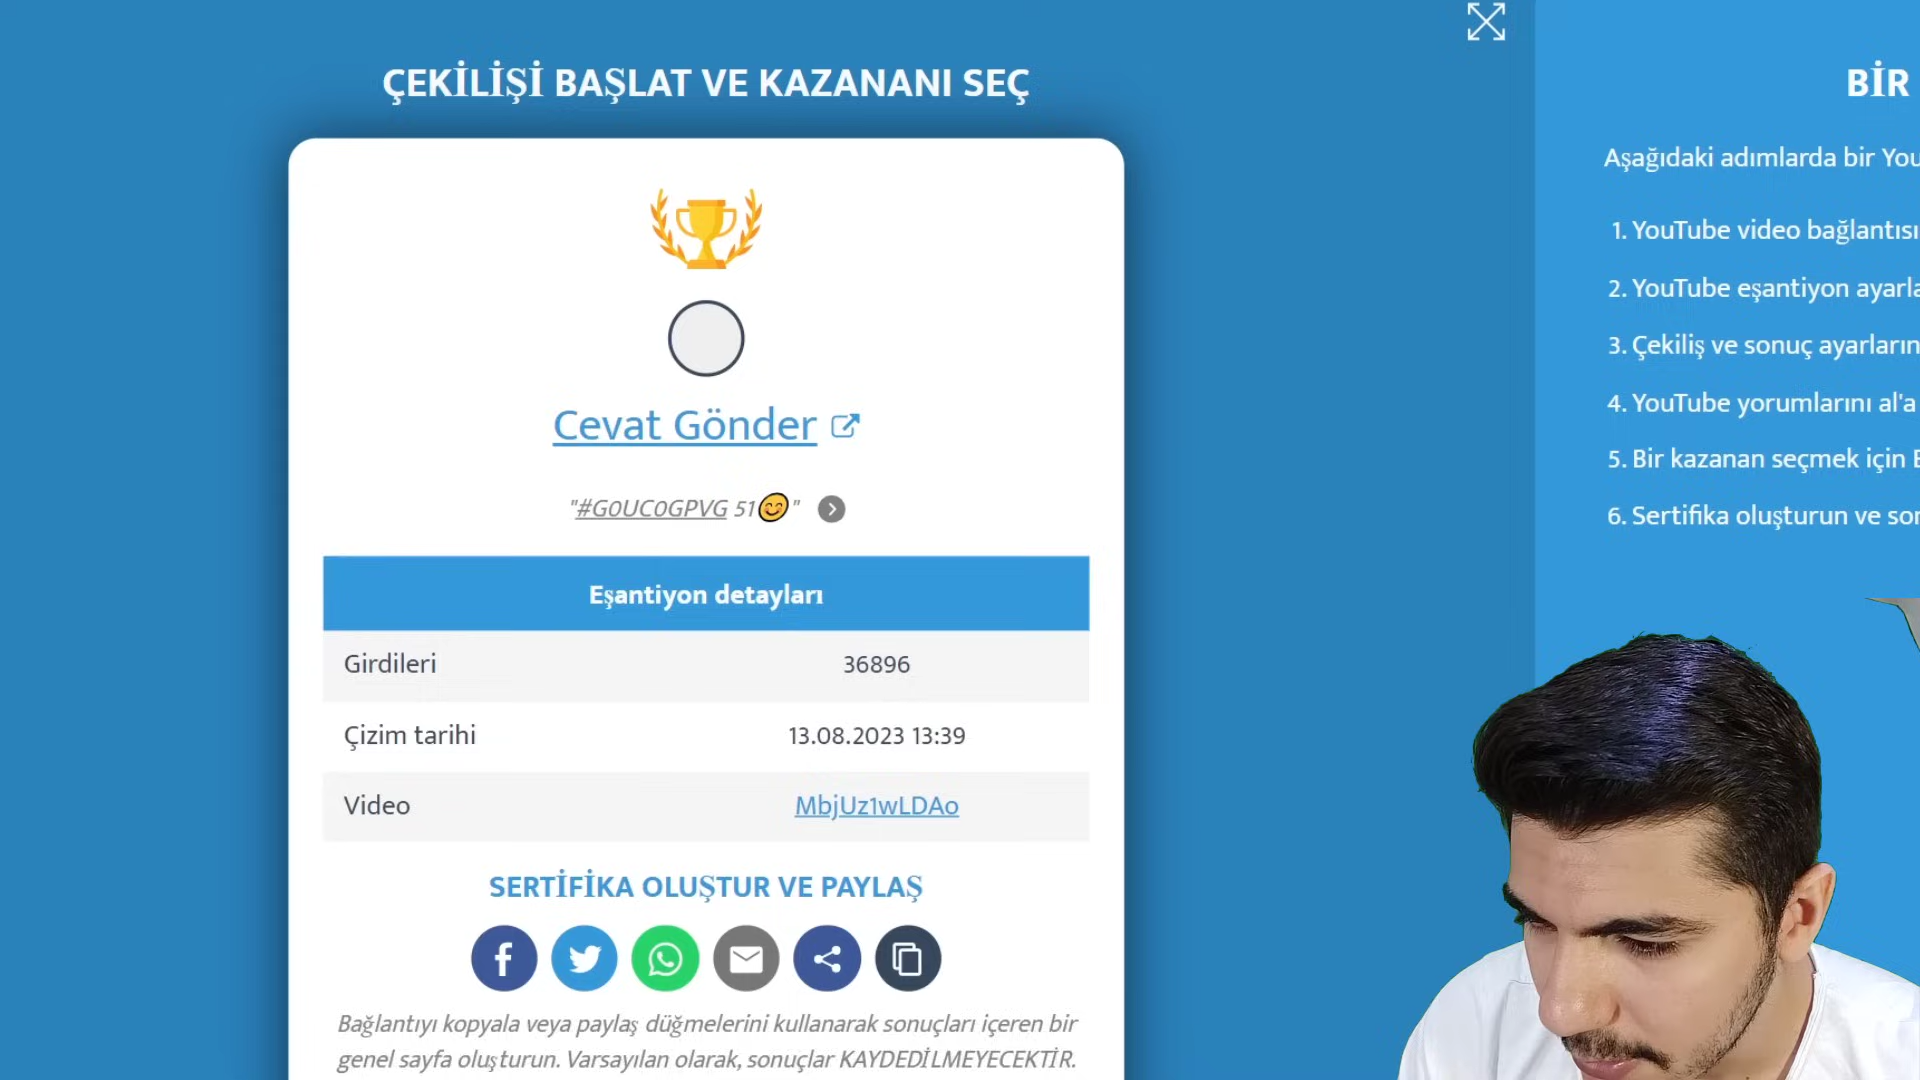 ÇEKİLİŞİ BAŞLAT VE KAZANANI SEÇ
Cevat Gönder
"#G0UC0GPVG 51😊"
Eşantiyon detayları
Girdileri 36896
Çizim tarihi 13.08.2023 13:39
Video MbjUz1wLDAo
SERTİFİKA OLUŞTUR VE PAYLAŞ
Bağlantıyı kopyala veya paylaş düğmelerini kullanarak sonuçları içeren bir
genel sayfa oluşturun. Varsayılan olarak, sonuçlar KAYDEDİLMEYECEKTİR.
BİR
Aşağıdaki adımlarda bir You
1. YouTube video bağlantısı
2. YouTube eşantiyon ayarla
3. Çekiliş ve sonuç ayarların
4. YouTube yorumlarını al'a
5. Bir kazanan seçmek için
6. Sertifika oluşturun ve son